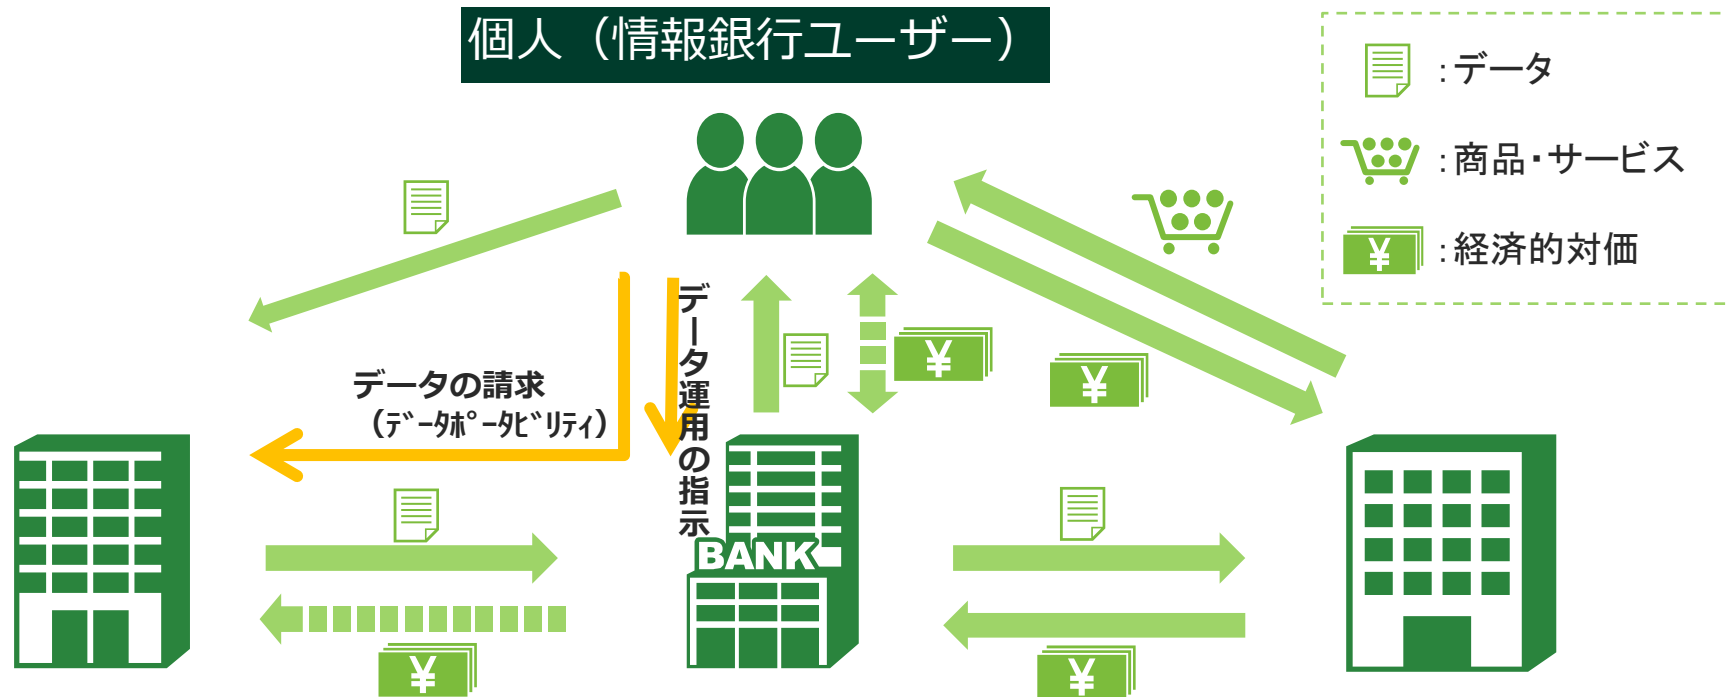 個人（情報銀行ユーザー）
：データ
：商品・サービス
¥
：経済的対価
データの請求
（ﾃﾞｰﾀﾎﾟｰﾀﾋﾞﾘﾃｨ）
データ運用の指示
¥
¥
BANK
¥
¥